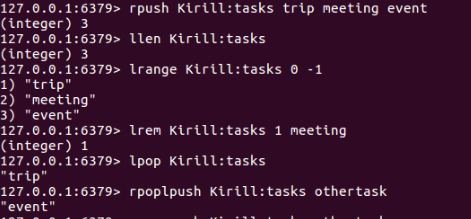 127.0.0.1:6379> rpush Kirill:tasks trip meeting event
(integer) 3
127.0.0.1:6379> llen Kirill:tasks
(integer) 3
127.0.0.1:6379> lrange Kirill:tasks 0 -1
1) "trip"
2) "meeting"
3) "event"
127.0.0.1:6379> lrem Kirill:tasks 1 meeting
(integer) 1
127.0.0.1:6379> lpop Kirill:tasks
"trip"
127.0.0.1:6379> rpoplpush Kirill:tasks othertask
"event"